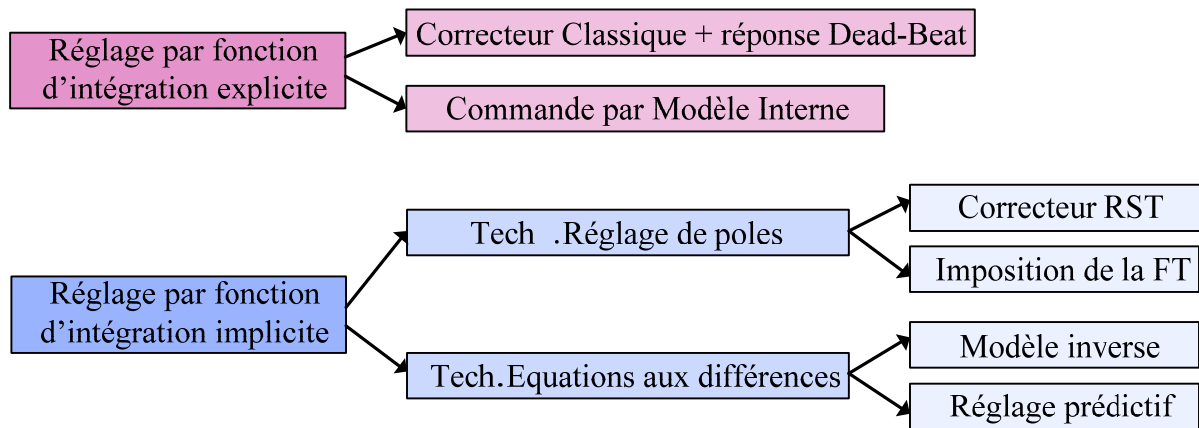 Réglage par fonction
d’intégration explicite
Correcteur Classique + réponse Dead-Beat
Commande par Modèle Interne
Réglage par fonction
d’intégration implicite
Tech .Réglage de poles
Correcteur RST
Imposition de la FT
Tech.Equations aux différences
Modèle inverse
Réglage prédictif